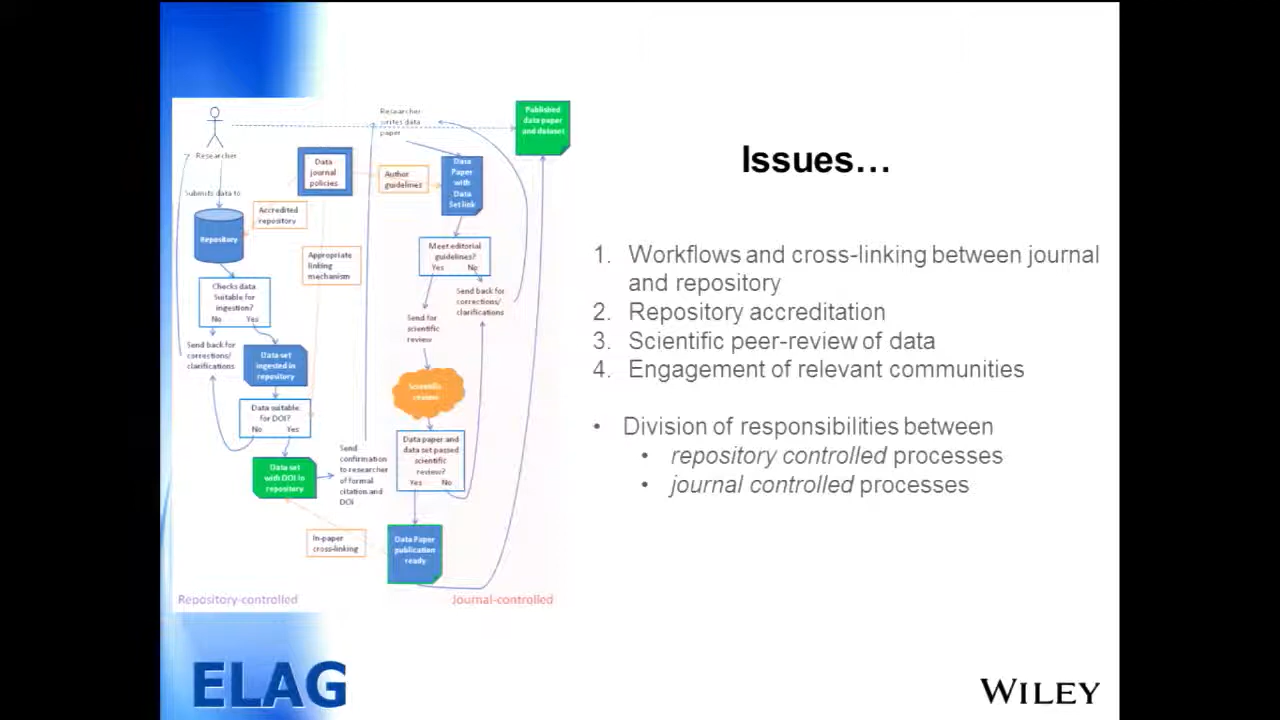 Researcher
writes data
paper
Published
data paper
and dataset
Researcher
Data
journal
policies
Author
guidelines
Data
Paper
with
Data
Set link
Submits data to
Accredited
repository
Repository
Appropriate
linking
mechanism
Meet editorial
guidelines?
Yes No
Checks data
Suitable for
ingestion?
No Yes
Send back for
corrections/
clarifications
Send for
scientific
review
Send back for
corrections/
clarifications
Data set
ingested in
repository
Scientific
review
Data suitable
for DOI?
No Yes
Data paper and
data set passed
scientific
review?
Yes No
Send
confirmation
to researcher
of formal
citation and
DOI
Data set
with DOI in
repository
In-paper
cross-linking
Data Paper
publication
ready
Repository-controlled
Journal-controlled
Issues…
1. Workflows and cross-linking between journal
and repository
2. Repository accreditation
3. Scientific peer-review of data
4. Engagement of relevant communities
• Division of responsibilities between
• repository controlled processes
• journal controlled processes
ELAG
WILEY